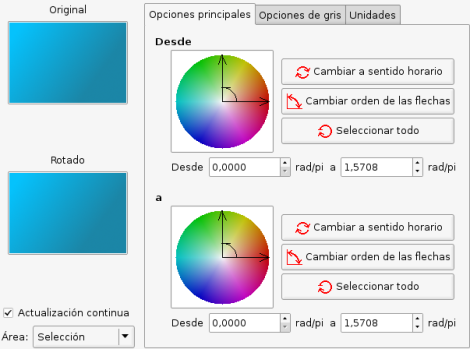 Original
Rotado
Actualización continua
Área: Selección
Opciones principales Opciones de gris Unidades
Desde
Cambiar a sentido horario
Cambiar orden de las flechas
Seleccionar todo
Desde 0,0000 rad/pi a 1,5708 rad/pi
a
Cambiar a sentido horario
Cambiar orden de las flechas
Seleccionar todo
Desde 0,0000 rad/pi a 1,5708 rad/pi